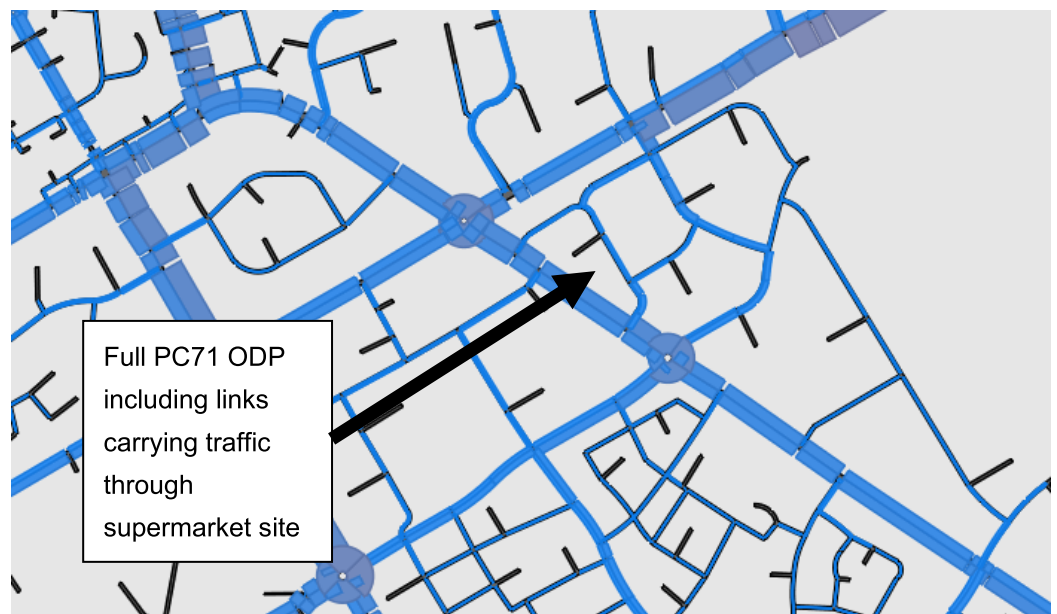 Full PC71 ODP
including links
carrying traffic
through
supermarket site